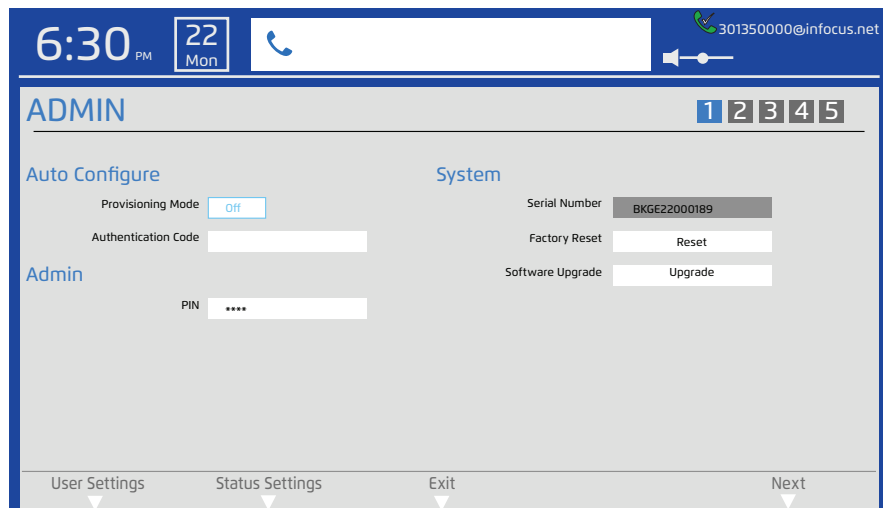 6:30 PM
22
Mon
301350000@infocus.net
ADMIN
1 2 3 4 5
Auto Configure
Provisioning Mode Off
Authentication Code
Admin
PIN ****
System
Serial Number BKGE22000189
Factory Reset Reset
Software Upgrade Upgrade
User Settings Status Settings Exit Next